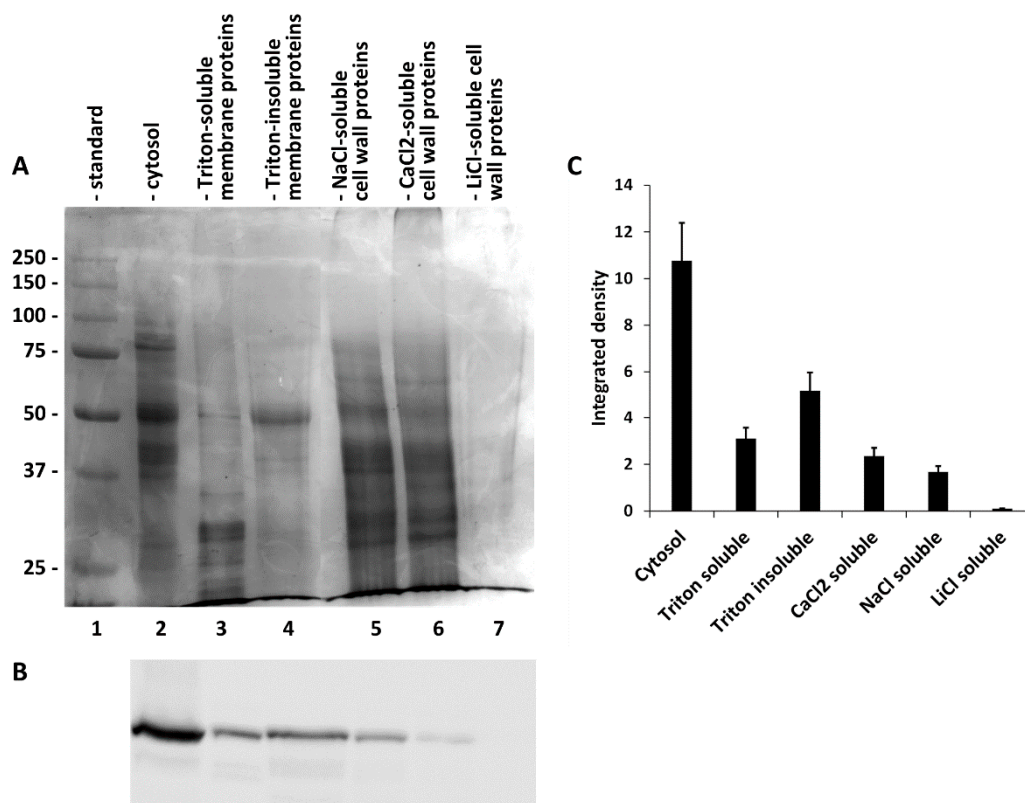 A
- standard
- cytosol
- Triton-soluble
membrane proteins
- Triton-insoluble
membrane proteins
- NaCl-soluble
cell wall proteins
- CaCl2-soluble
cell wall proteins
- LiCl-soluble cell
wall proteins
250 -
150 -
100 -
75 -
50 -
37 -
25 -
1 2 3 4 5 6 7
B
C
Integrated density
14
12
10
8
6
4
2
0
Cytosol
Triton soluble
Triton insoluble
CaCl2 soluble
NaCl soluble
LiCl soluble